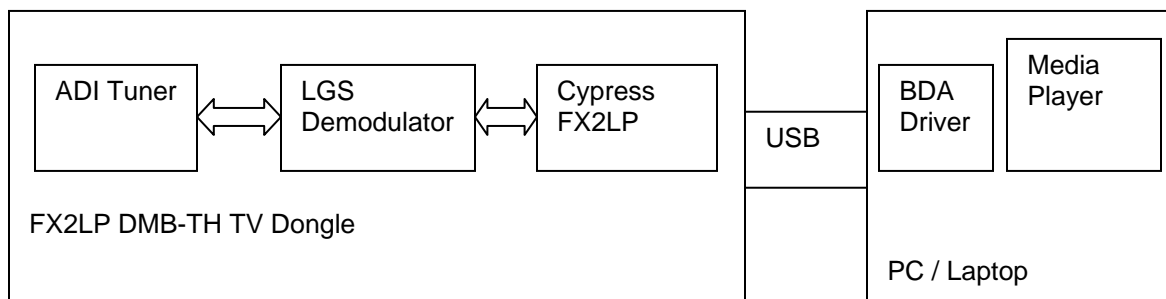 ADI Tuner
LGS
Demodulator
Cypress
FX2LP
USB
BDA
Driver
Media
Player
FX2LP DMB-TH TV Dongle
PC / Laptop